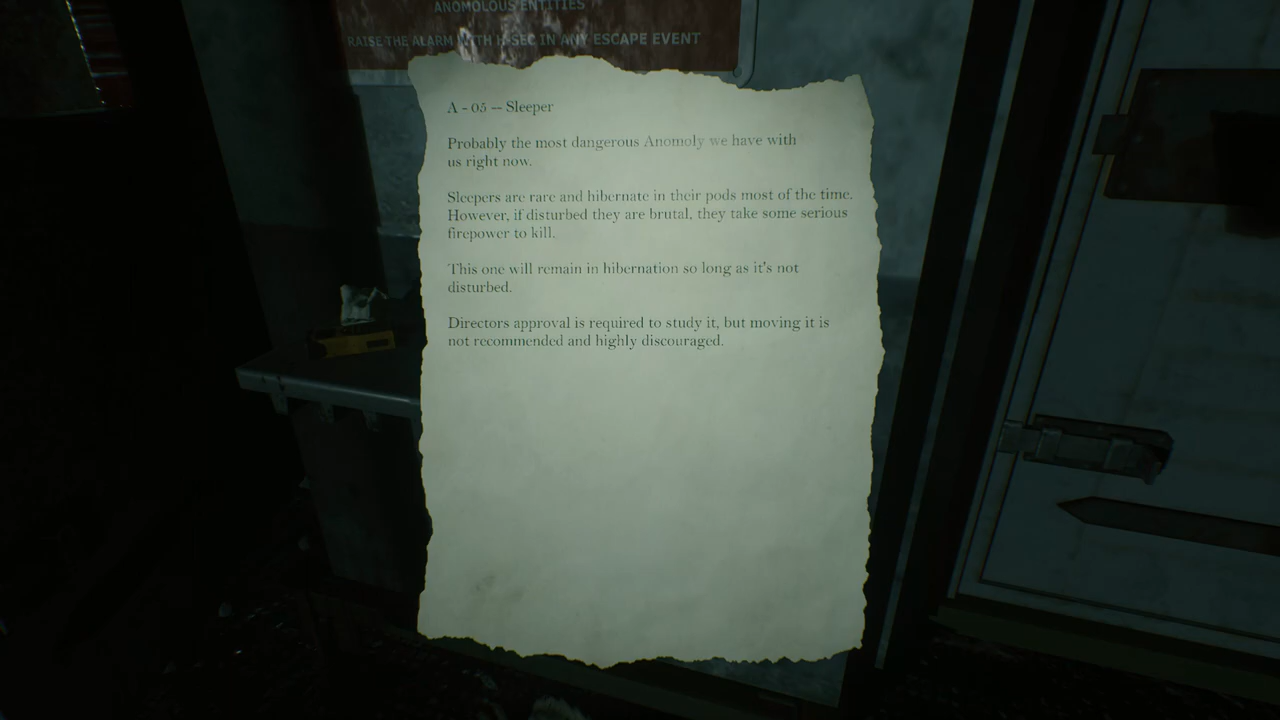 ANOMOLOUS ENTITIES
RAISE THE ALARM WITH H-SEC IN ANY ESCAPE EVENT
A - 05 -- Sleeper
Probably the most dangerous Anomoly we have with
us right now.
Sleepers are rare and hibernate in their pods most of the time.
However, if disturbed they are brutal, they take some serious
firepower to kill.
This one will remain in hibernation so long as it's not
disturbed.
Directors approval is required to study it, but moving it is
not recommended and highly discouraged.